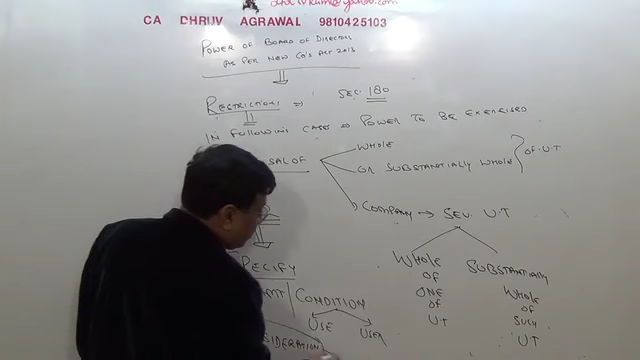 CA DHRUV AGRAWAL 9810425103
POWER OF BOARD OF DIRECTORS
AS PER NEW CO'S ACT 2013
RESTRICTIONS SEC. 180
IN FOLLOWING CASES POWER TO BE EXERCISED
SAL OF
WHOLE
OR SUBSTANTIALLY WHOLE
OF U.T
COMPANY → SEV. U.T
WHOLE
OF
ONE
OF
U.T
SUBSTANTIALLY
WHOLE
OF
SUCH
U.T
SPECIFY
AMT/CONDITION
USE
USER
SIDERATION